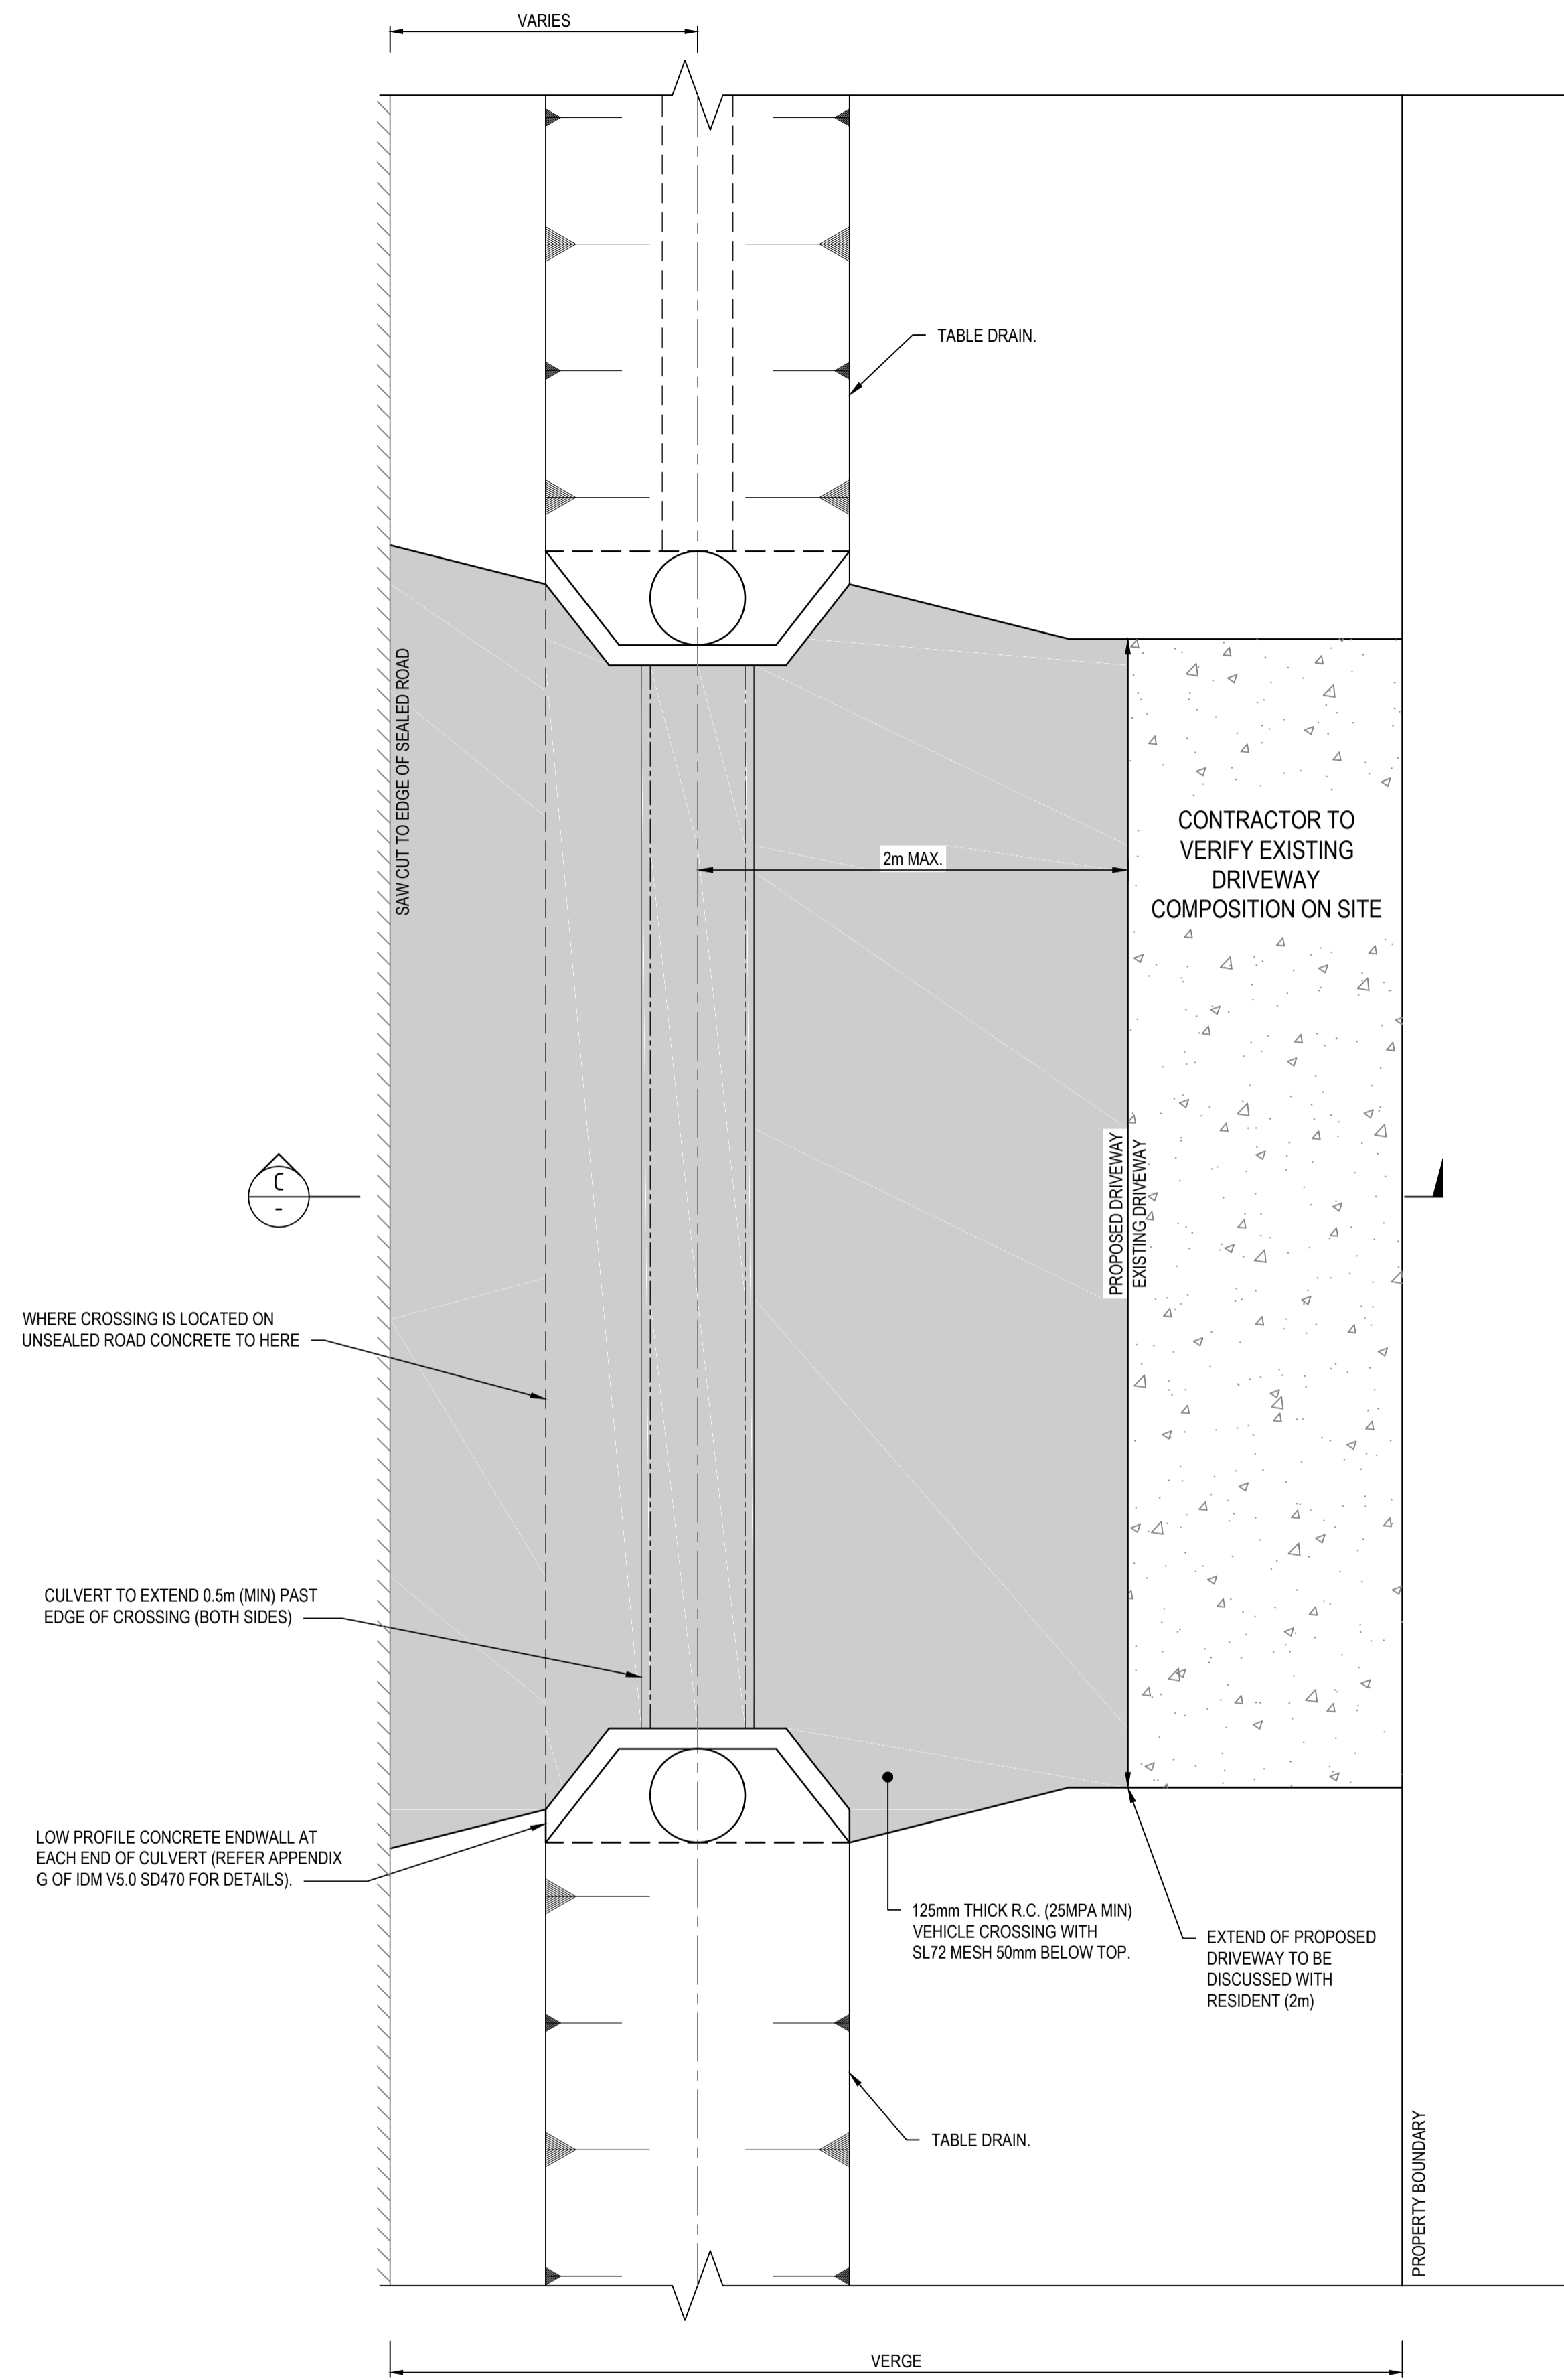 VARIES
TABLE DRAIN.
SAW CUT TO EDGE OF SEALED ROAD
CONTRACTOR TO
VERIFY EXISTING
DRIVEWAY
COMPOSITION ON SITE
2m MAX.
PROPOSED DRIVEWAY
EXISTING DRIVEWAY
C
-
WHERE CROSSING IS LOCATED ON
UNSEALED ROAD CONCRETE TO HERE
CULVERT TO EXTEND 0.5m (MIN) PAST
EDGE OF CROSSING (BOTH SIDES)
LOW PROFILE CONCRETE ENDWALL AT
EACH END OF CULVERT (REFER APPENDIX
G OF IDM V5.0 SD470 FOR DETAILS).
125mm THICK R.C. (25MPA MIN)
VEHICLE CROSSING WITH
SL72 MESH 50mm BELOW TOP.
EXTEND OF PROPOSED
DRIVEWAY TO BE
DISCUSSED WITH
RESIDENT (2m)
TABLE DRAIN.
PROPERTY BOUNDARY
VERGE